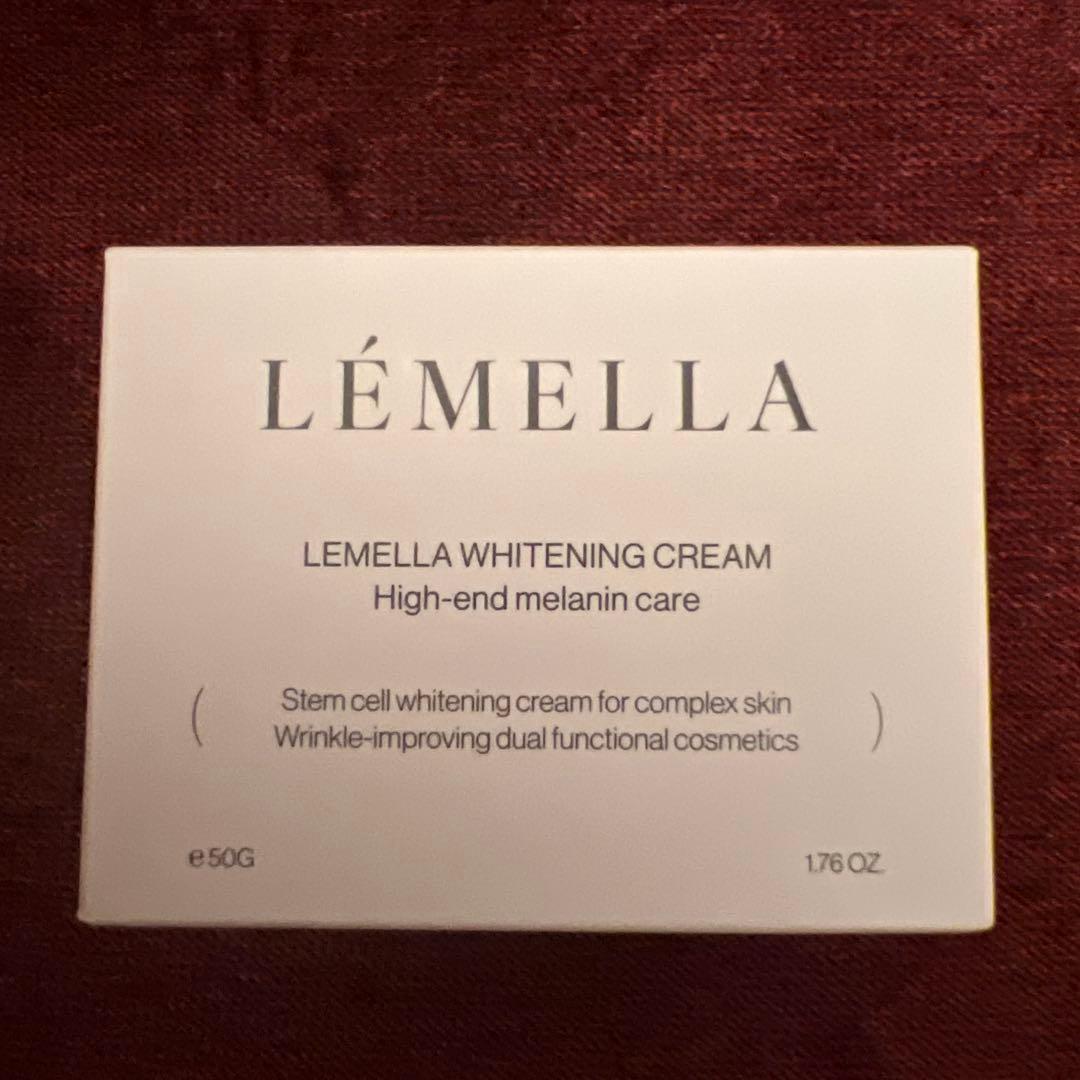 LÉMELLA
LEMELLA WHITENING CREAM
High-end melanin care
( Stem cell whitening cream for complex skin
Wrinkle-improving dual functional cosmetics )
℮50G
1.76 OZ.